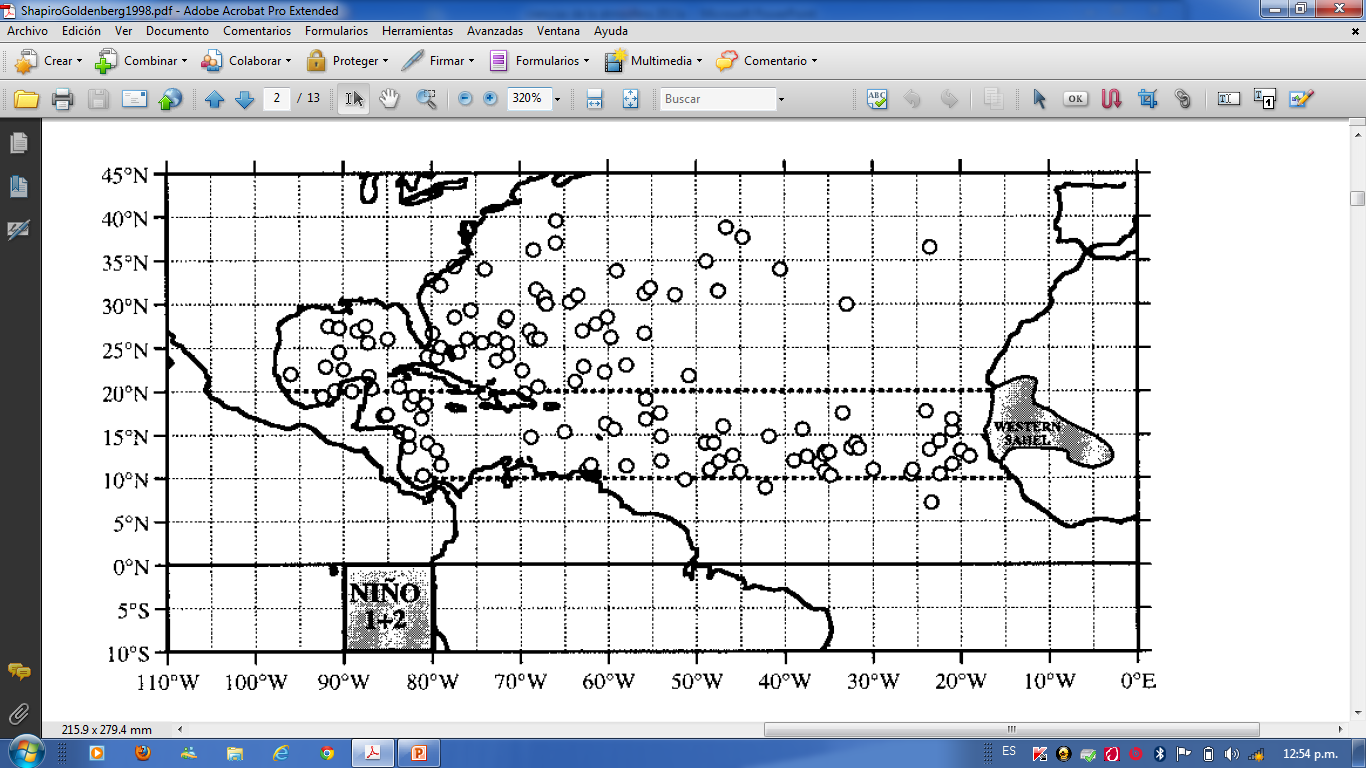 ShapiroGoldenberg1998.pdf - Adobe Acrobat Pro Extended
Archivo Edición Ver Documento Comentarios Formularios Herramientas Avanzadas Ventana Ayuda
Crear Combinar Colaborar Proteger Firmar Formularios Multimedia Comentario
2 / 13 320% Buscar ABC OK
45°N
40°N
35°N
30°N
25°N
20°N
15°N
10°N
5°N
0°N
5°S
10°S
WESTERN
SAHEL
NIÑO
1+2
110°W 100°W 90°W 80°W 70°W 60°W 50°W 40°W 30°W 20°W 10°W 0°E
215.9 x 279.4 mm
ES 12:54 p.m.